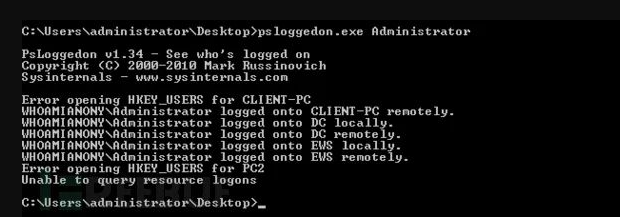 C:\Users\administrator\Desktop>psloggedon.exe Administrator
PsLoggedon v1.34 - See who's logged on
Copyright (C) 2000-2010 Mark Russinovich
Sysinternals - www.sysinternals.com
Error opening HKEY_USERS for CLIENT-PC
WHOAMIANONY\Administrator logged onto CLIENT-PC remotely.
WHOAMIANONY\Administrator logged onto DC locally.
WHOAMIANONY\Administrator logged onto DC remotely.
WHOAMIANONY\Administrator logged onto EWS locally.
WHOAMIANONY\Administrator logged onto EWS remotely.
Error opening HKEY_USERS for PC2
Unable to query resource logons
C:\Users\administrator\Desktop>_